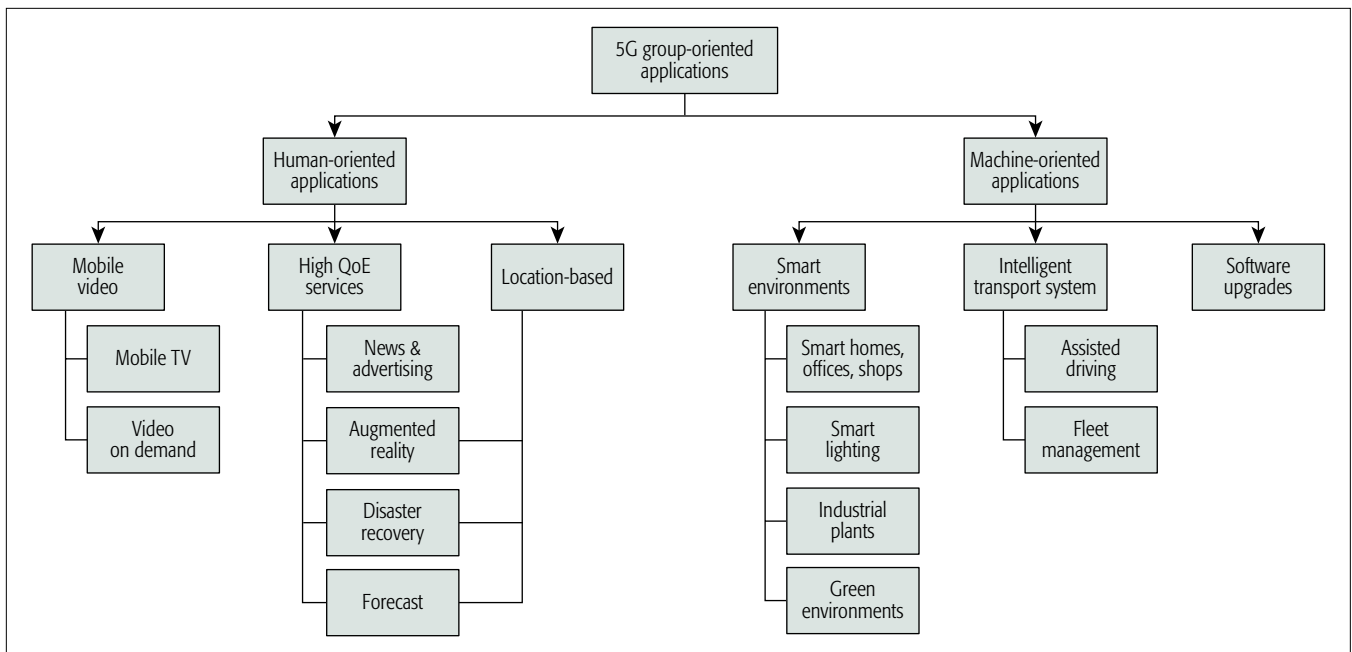 5G group-oriented
applications
Human-oriented
applications
Machine-oriented
applications
Mobile
video
High QoE
services
Location-based
Smart
environments
Intelligent
transport system
Software
upgrades
Mobile TV
News &
advertising
Smart homes,
offices, shops
Assisted
driving
Video
on demand
Augmented
reality
Smart
lighting
Fleet
management
Disaster
recovery
Industrial
plants
Forecast
Green
environments